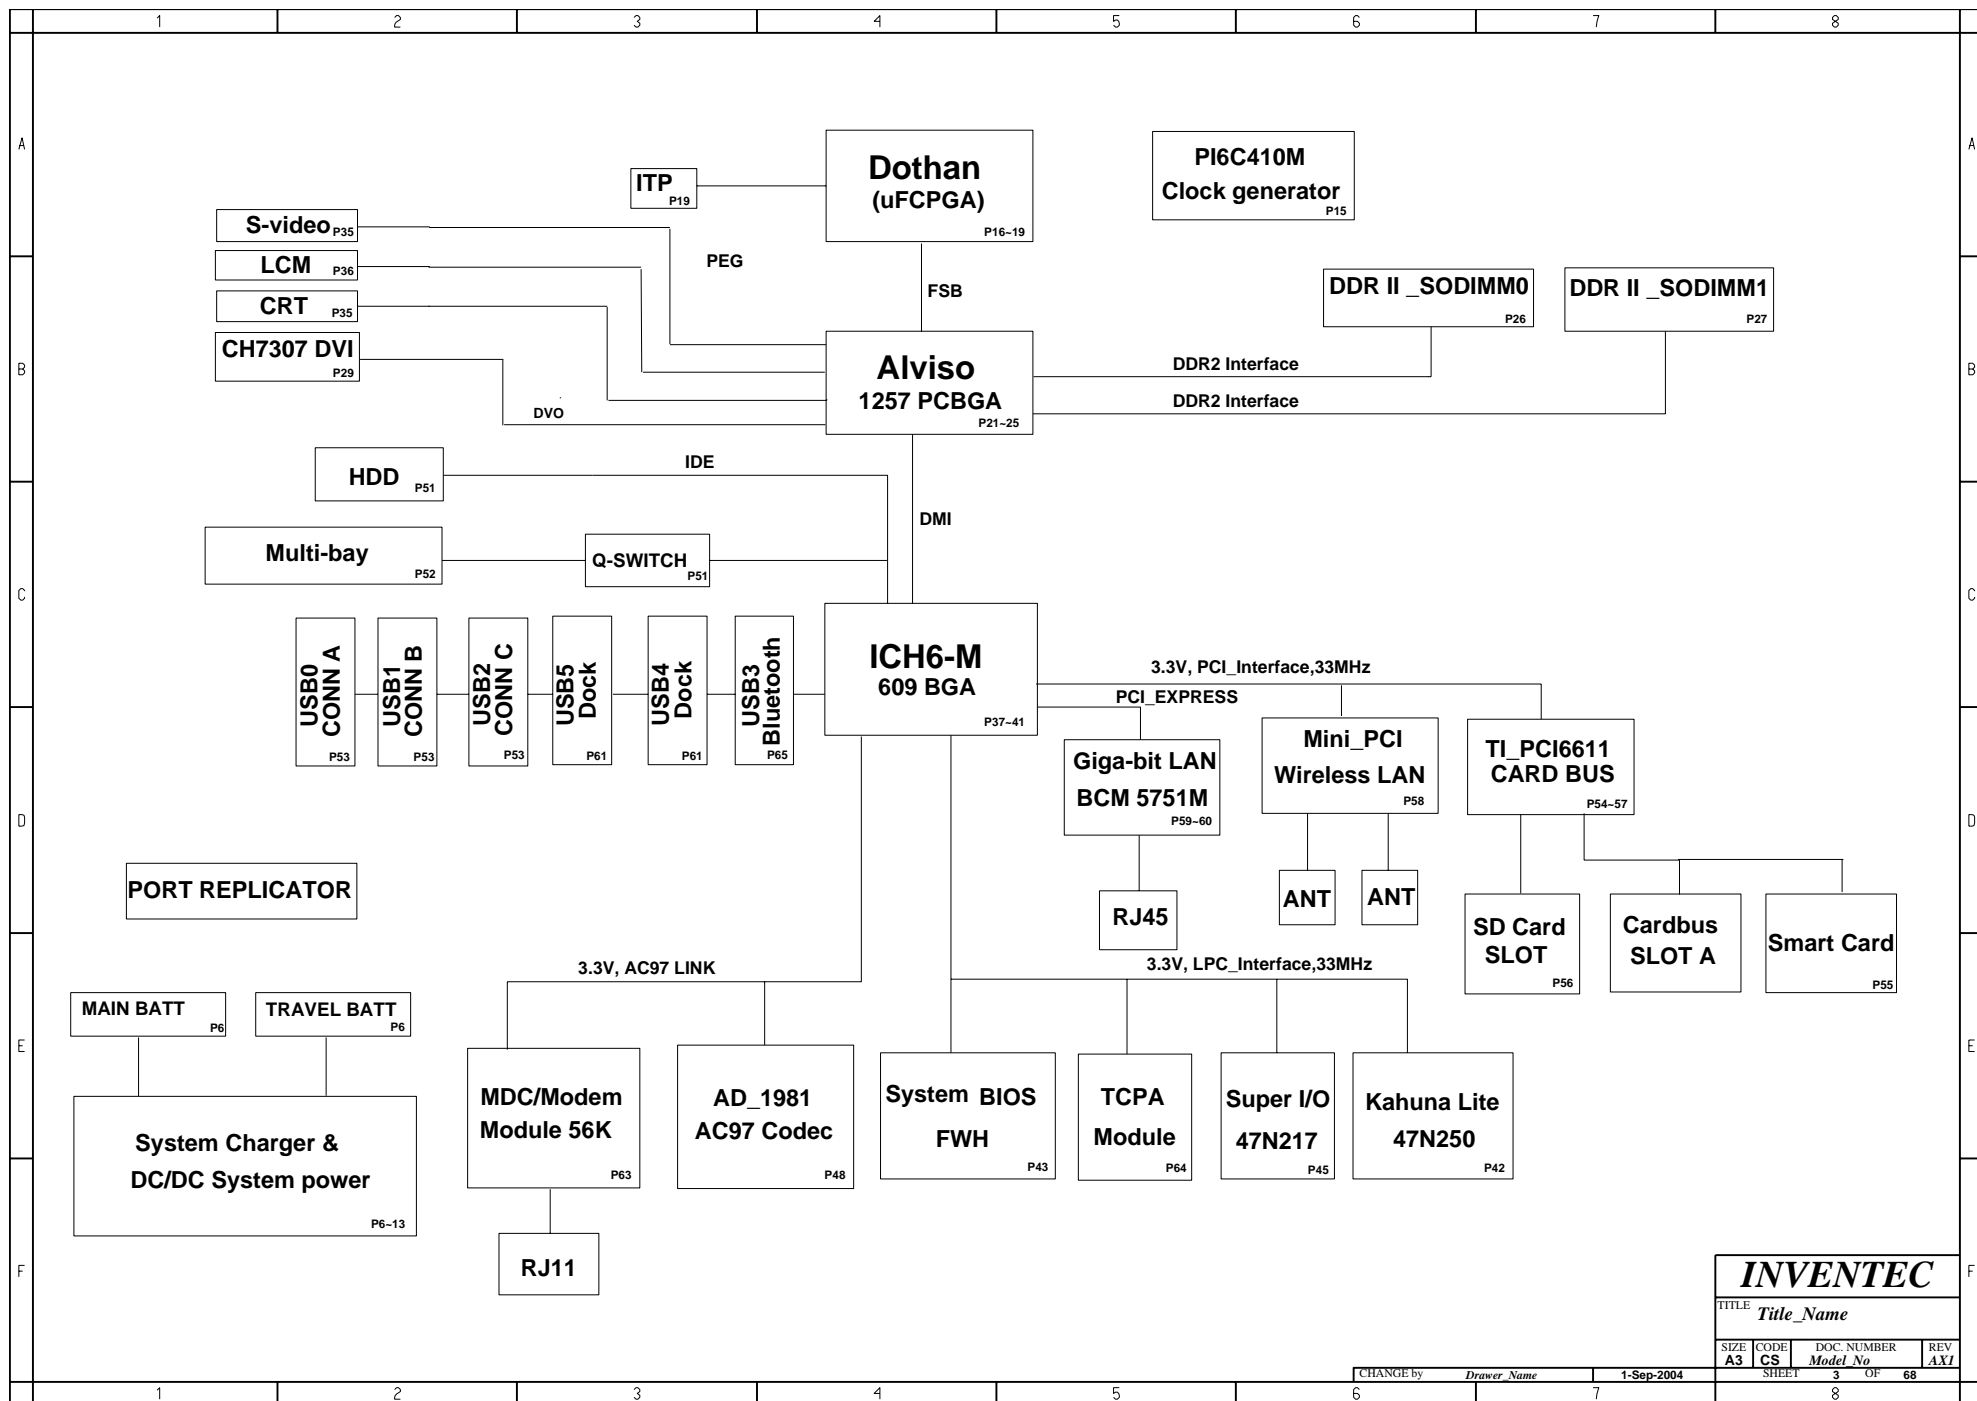 1 2 3 4 5 6 7 8
A
A
B
B
C
C
D
D
E
E
F
F
Dothan
(uFCPGA)
P16~19
PI6C410M
Clock generator
P15
ITP
P19
S-video P35
LCM P36
CRT P35
CH7307 DVI
P29
PEG
FSB
DVO
DDR II _SODIMM0
P26
DDR II _SODIMM1
P27
Alviso
1257 PCBGA
P21~25
DDR2 Interface
DDR2 Interface
HDD P51
IDE
DMI
Multi-bay
P52
Q-SWITCH
P51
USB0
CONN A
P53
USB1
CONN B
P53
USB2
CONN C
P53
USB5
Dock
P61
USB4
Dock
P61
USB3
Bluetooth
P65
ICH6-M
609 BGA
P37~41
3.3V, PCI_Interface,33MHz
PCI_EXPRESS
Giga-bit LAN
BCM 5751M
P59~60
Mini_PCI
Wireless LAN
P58
TI_PCI6611
CARD BUS
P54~57
PORT REPLICATOR
RJ45
ANT
ANT
SD Card
SLOT
P56
Cardbus
SLOT A
Smart Card
P55
3.3V, AC97 LINK
3.3V, LPC_Interface,33MHz
MAIN BATT
P6
TRAVEL BATT
P6
System Charger &
DC/DC System power
P6~13
MDC/Modem
Module 56K
P63
AD_1981
AC97 Codec
P48
System BIOS
FWH
P43
TCPA
Module
P64
Super I/O
47N217
P45
Kahuna Lite
47N250
P42
RJ11
INVENTEC
TITLE Title_Name
SIZE CODE DOC. NUMBER REV
A3 CS Model_No AX1
CHANGE by Drawer_Name 1-Sep-2004 SHEET 3 OF 68
1 2 3 4 5 6 7 8